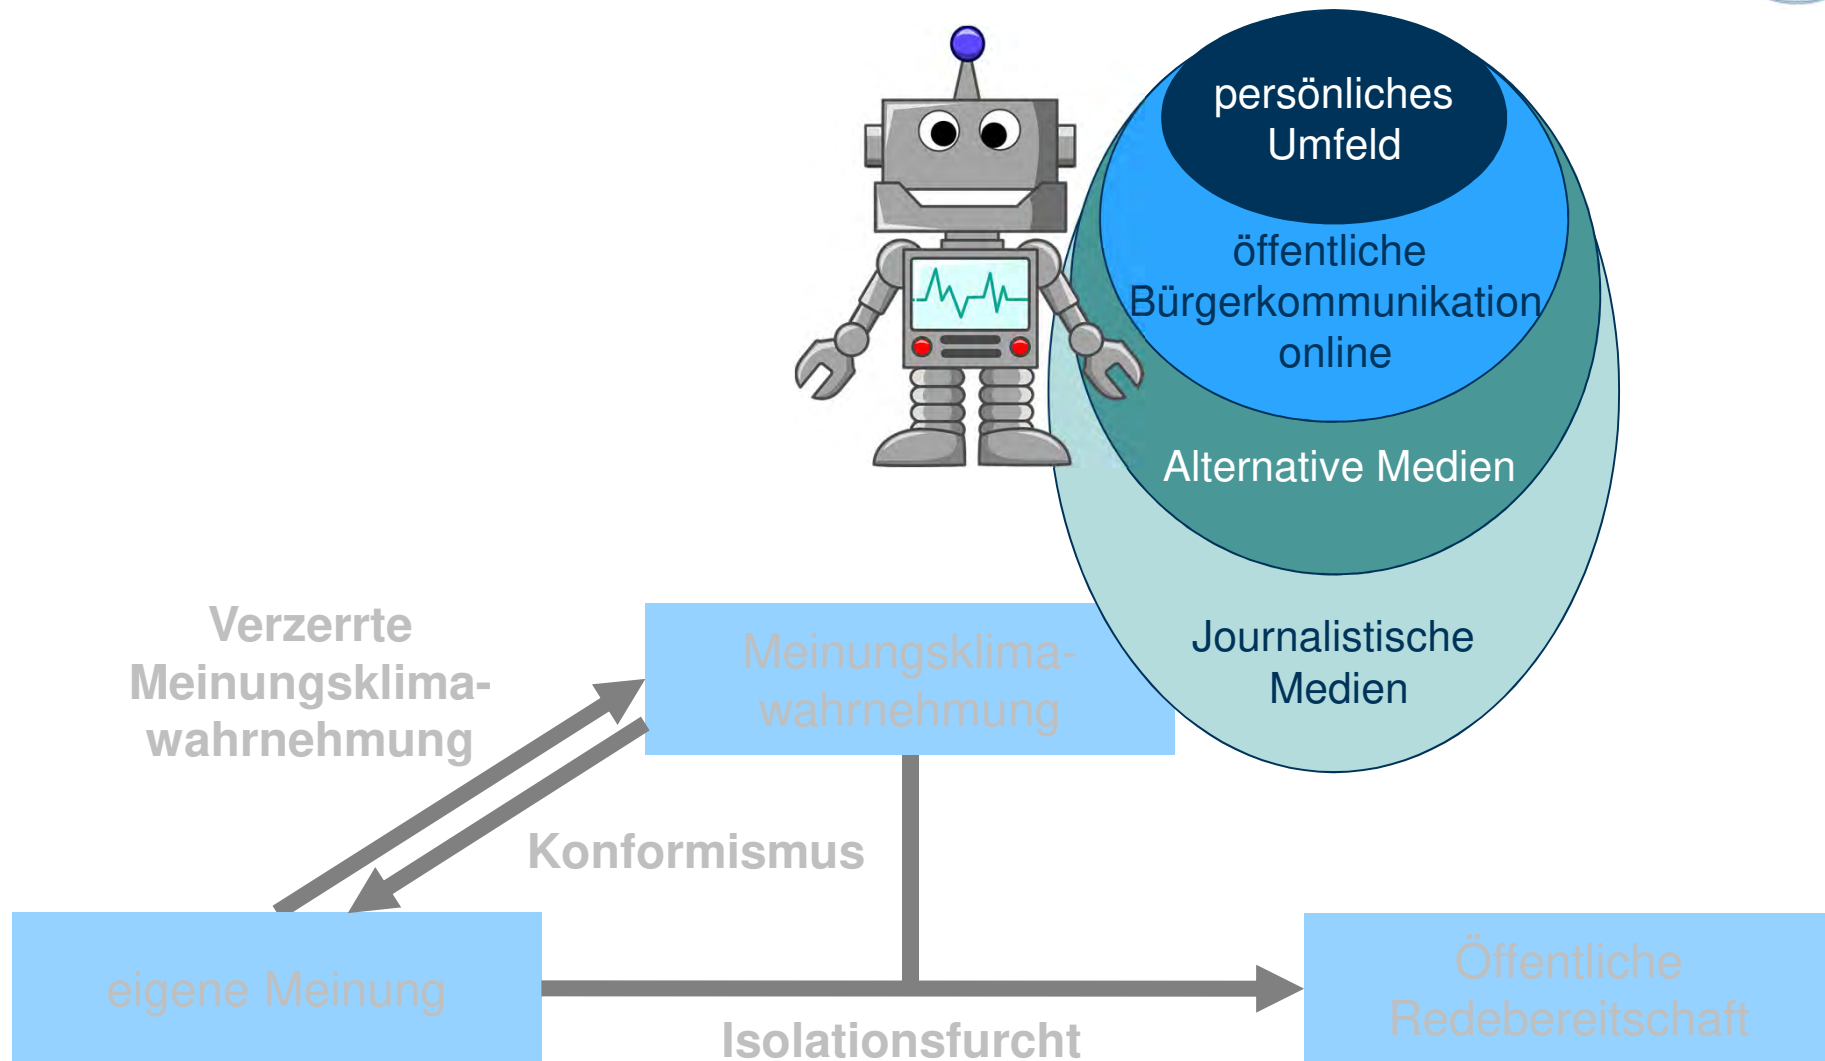 persönliches
Umfeld
öffentliche
Bürgerkommunikation
online
Alternative Medien
Journalistische
Medien
Verzerrte
Meinungsklima-
wahrnehmung
Meinungsklima-
wahrnehmung
Konformismus
eigene Meinung
Öffentliche
Redebereitschaft
Isolationsfurcht